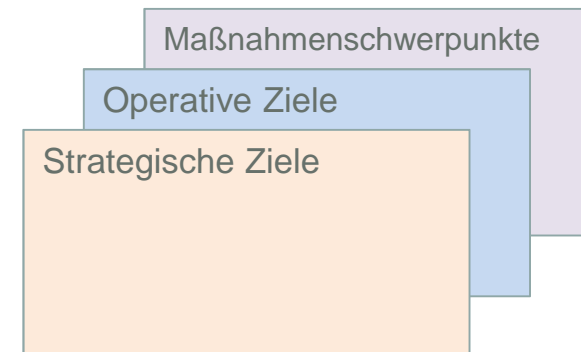 Maßnahmenschwerpunkte
Operative Ziele
Strategische Ziele